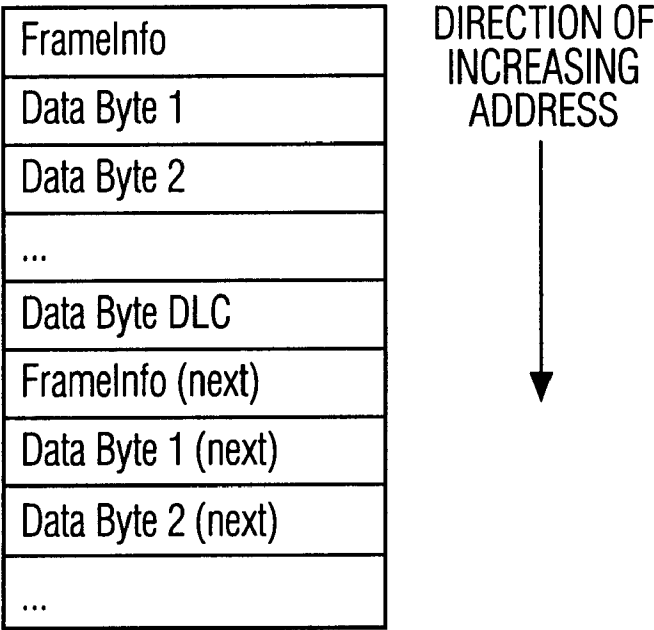 FrameInfo
Data Byte 1
Data Byte 2
...
Data Byte DLC
FrameInfo (next)
Data Byte 1 (next)
Data Byte 2 (next)
...
DIRECTION OF
INCREASING
ADDRESS